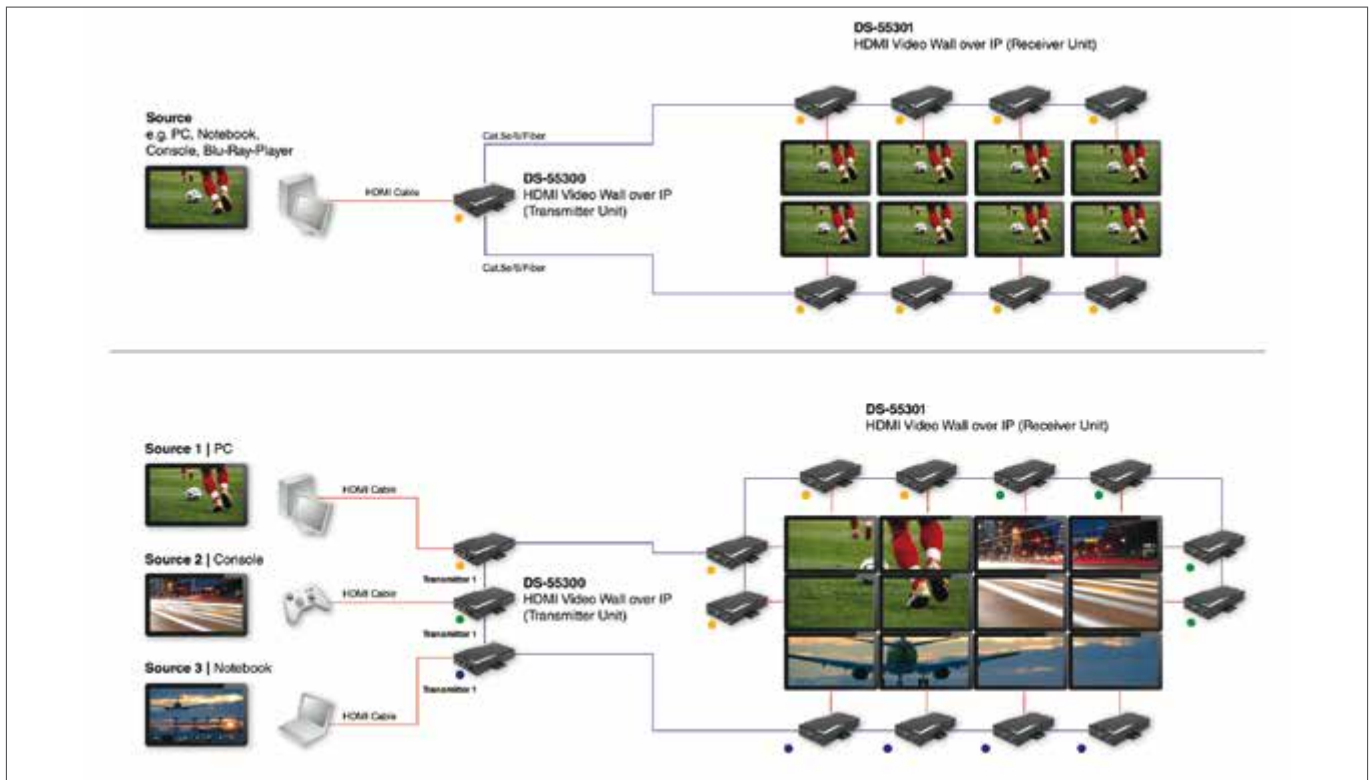 DS-55301
HDMI Video Wall over IP (Receiver Unit)
Source
e.g. PC, Notebook,
Console, Blu-Ray-Player
HDMI Cable
Cat.5e/6/Fiber
DS-55300
HDMI Video Wall over IP
(Transmitter Unit)
Cat.5e/6/Fiber
DS-55301
HDMI Video Wall over IP (Receiver Unit)
Source 1 | PC
HDMI Cable
Source 2 | Console
HDMI Cable
Transmitter 1
DS-55300
HDMI Video Wall over IP
(Transmitter Unit)
Transmitter 1
Source 3 | Notebook
HDMI Cable
Transmitter 1